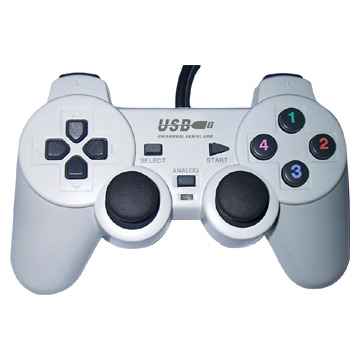 USB
UNIVERSAL SERIAL BUS
SELECT
START
ANALOG
1
4
2
3